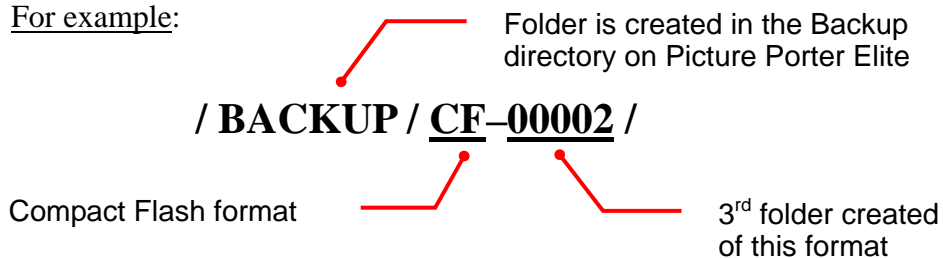 For example:
Folder is created in the Backup
directory on Picture Porter Elite
/ BACKUP / CF–00002 /
Compact Flash format
3rd folder created
of this format